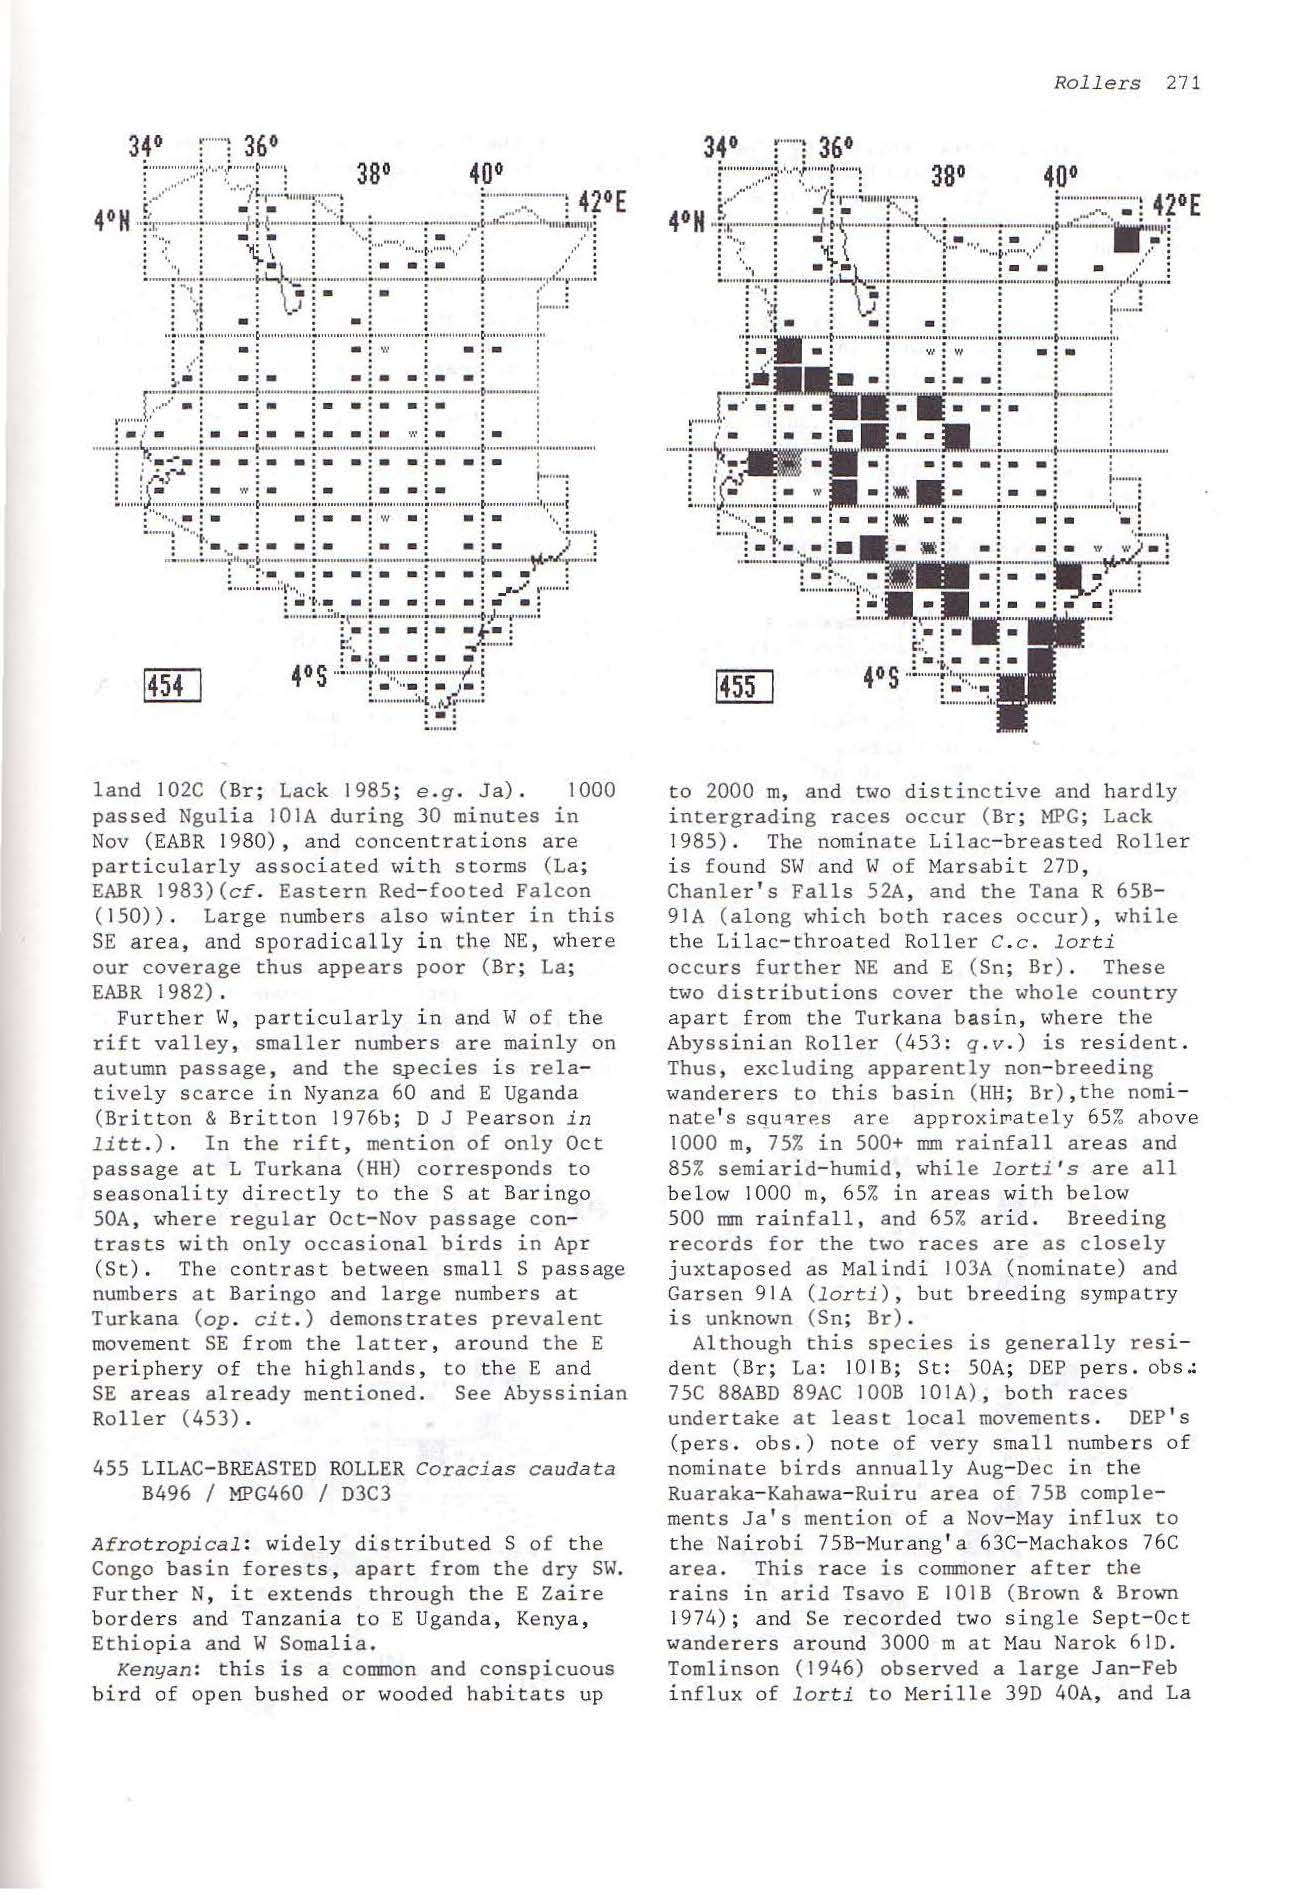 Rollers 271
34° 36°
38° 40°
42°E
4°N
4°S
454
34° 36°
38° 40°
42°E
4°N
4°S
455
land 102C (Br; Lack 1985; e.g. Ja). 1000
passed Ngulia 101A during 30 minutes in
Nov (EABR 1980), and concentrations are
particularly associated with storms (La;
EABR 1983)(cf. Eastern Red-footed Falcon
(150)). Large numbers also winter in this
SE area, and sporadically in the NE, where
our coverage thus appears poor (Br; La;
EABR 1982).
Further W, particularly in and W of the
rift valley, smaller numbers are mainly on
autumn passage, and the species is rela-
tively scarce in Nyanza 60 and E Uganda
(Britton & Britton 1976b; D J Pearson in
litt.). In the rift, mention of only Oct
passage at L Turkana (HH) corresponds to
seasonality directly to the S at Baringo
50A, where regular Oct-Nov passage con-
trasts with only occasional birds in Apr
(St). The contrast between small S passage
numbers at Baringo and large numbers at
Turkana (op. cit.) demonstrates prevalent
movement SE from the latter, around the E
periphery of the highlands, to the E and
SE areas already mentioned. See Abyssinian
Roller (453).
455 LILAC-BREASTED ROLLER Coracias caudata
B496 / MPG460 / D3C3
Afrotropical: widely distributed S of the
Congo basin forests, apart from the dry SW.
Further N, it extends through the E Zaire
borders and Tanzania to E Uganda, Kenya,
Ethiopia and W Somalia.
Kenyan: this is a common and conspicuous
bird of open bushed or wooded habitats up
to 2000 m, and two distinctive and hardly
intergrading races occur (Br; MPG; Lack
1985). The nominate Lilac-breasted Roller
is found SW and W of Marsabit 27D,
Chanler's Falls 52A, and the Tana R 65B-
91A (along which both races occur), while
the Lilac-throated Roller C.c. lorti
occurs further NE and E (Sn; Br). These
two distributions cover the whole country
apart from the Turkana basin, where the
Abyssinian Roller (453: q.v.) is resident.
Thus, excluding apparently non-breeding
wanderers to this basin (HH; Br),the nomi-
nate's squares are approximately 65% above
1000 m, 75% in 500+ mm rainfall areas and
85% semiarid-humid, while lorti's are all
below 1000 m, 65% in areas with below
500 mm rainfall, and 65% arid. Breeding
records for the two races are as closely
juxtaposed as Malindi 103A (nominate) and
Garsen 91A (lorti), but breeding sympatry
is unknown (Sn; Br).
Although this species is generally resi-
dent (Br; La: 101B; St: 50A; DEP pers. obs.:
75C 88ABD 89AC 100B 101A), both races
undertake at least local movements. DEP's
(pers. obs.) note of very small numbers of
nominate birds annually Aug-Dec in the
Ruaraka-Kahawa-Ruiru area of 75B comple-
ments Ja's mention of a Nov-May influx to
the Nairobi 75B-Murang'a 63C-Machakos 76C
area. This race is commoner after the
rains in arid Tsavo E 101B (Brown & Brown
1974); and Se recorded two single Sept-Oct
wanderers around 3000 m at Mau Narok 61D.
Tomlinson (1946) observed a large Jan-Feb
influx of lorti to Merille 39D 40A, and La